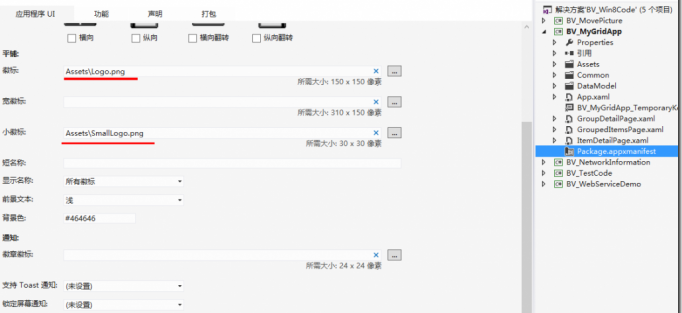 应用程序 UI 功能 声明 打包
横向 纵向 横向翻转 纵向翻转
平铺:
徽标: Assets\Logo.png
所需大小: 150 x 150 像素
宽徽标:
所需大小: 310 x 150 像素
小徽标: Assets\SmallLogo.png
所需大小: 30 x 30 像素
短名称:
显示名称: 所有徽标
前景文本: 浅
背景色: #464646
通知:
徽章徽标:
所需大小: 24 x 24 像素
支持 Toast 通知: (未设置)
锁定屏幕通知: (未设置)
解决方案'BV_Win8Code' (5 个项目)
BV_MovePicture
BV_MyGridApp
Properties
引用
Assets
Common
DataModel
App.xaml
BV_MyGridApp_TemporaryKe
GroupDetailPage.xaml
GroupedItemsPage.xaml
ItemDetailPage.xaml
Package.appxmanifest
BV_NetworkInformation
BV_TestCode
BV_WebServiceDemo